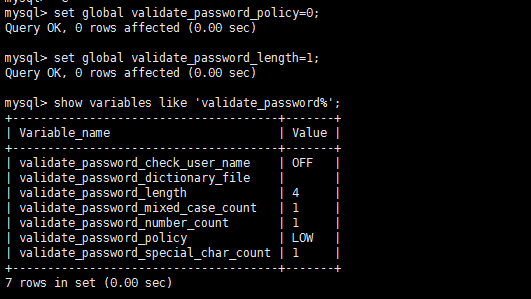 mysql> set global validate_password_policy=0;
Query OK, 0 rows affected (0.00 sec)
mysql> set global validate_password_length=1;
Query OK, 0 rows affected (0.00 sec)
mysql> show variables like 'validate_password%';
+--------------------------------------+-------+
| Variable_name                        | Value |
+--------------------------------------+-------+
| validate_password_check_user_name    | OFF   |
| validate_password_dictionary_file    |       |
| validate_password_length             | 4     |
| validate_password_mixed_case_count   | 1     |
| validate_password_number_count       | 1     |
| validate_password_policy             | LOW   |
| validate_password_special_char_count | 1     |
+--------------------------------------+-------+
7 rows in set (0.00 sec)